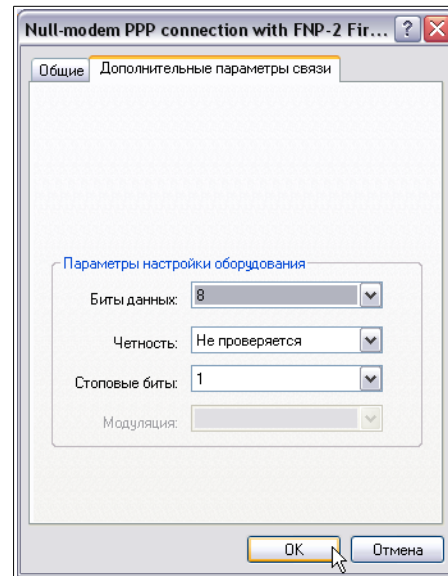 Null-modem PPP connection with FNP-2 Fir...
Общие
Дополнительные параметры связи
Параметры настройки оборудования
Биты данных: 8
Четность: Не проверяется
Стоповые биты: 1
Модуляция:
OK
Отмена